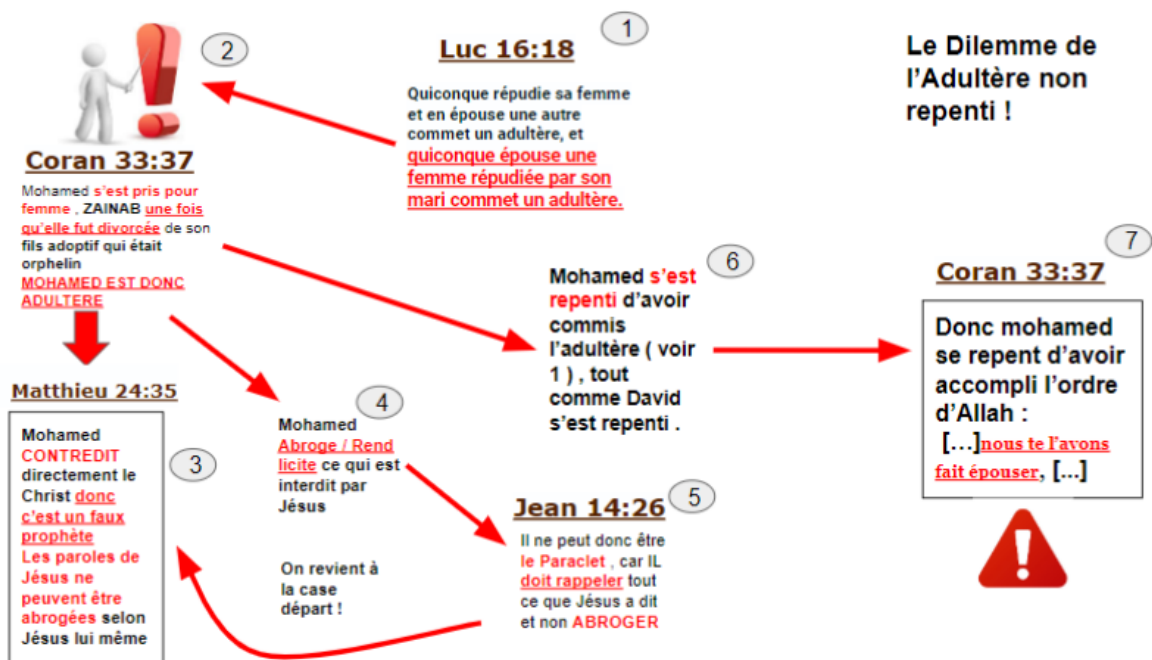 1
Luc 16:18
Quiconque répudie sa femme
et en épouse une autre
commet un adultère, et
quiconque épouse une
femme répudiée par son
mari commet un adultère.
Le Dilemme de
l'Adultère non
repenti !
2
Coran 33:37
Mohamed s'est pris pour
femme , ZAINAB une fois
qu'elle fut divorcée de son
fils adoptif qui était
orphelin
MOHAMED EST DONC
ADULTERE
Matthieu 24:35
3
Mohamed
CONTREDIT
directement le
Christ donc
c'est un faux
prophète
Les paroles de
Jésus ne
peuvent être
abrogées selon
Jésus lui même
4
Mohamed
Abroge / Rend
licite ce qui est
interdit par
Jésus
On revient à
la case
départ !
5
Jean 14:26
Il ne peut donc être
le Paraclet , car IL
doit rappeler tout
ce que Jésus a dit
et non ABROGER
6
Mohamed s'est
repenti d'avoir
commis
l'adultère ( voir
1 ) , tout
comme David
s'est repenti .
7
Coran 33:37
Donc mohamed
se repent d'avoir
accompli l'ordre
d'Allah :
[...]nous te l'avons
fait épouser, [...]